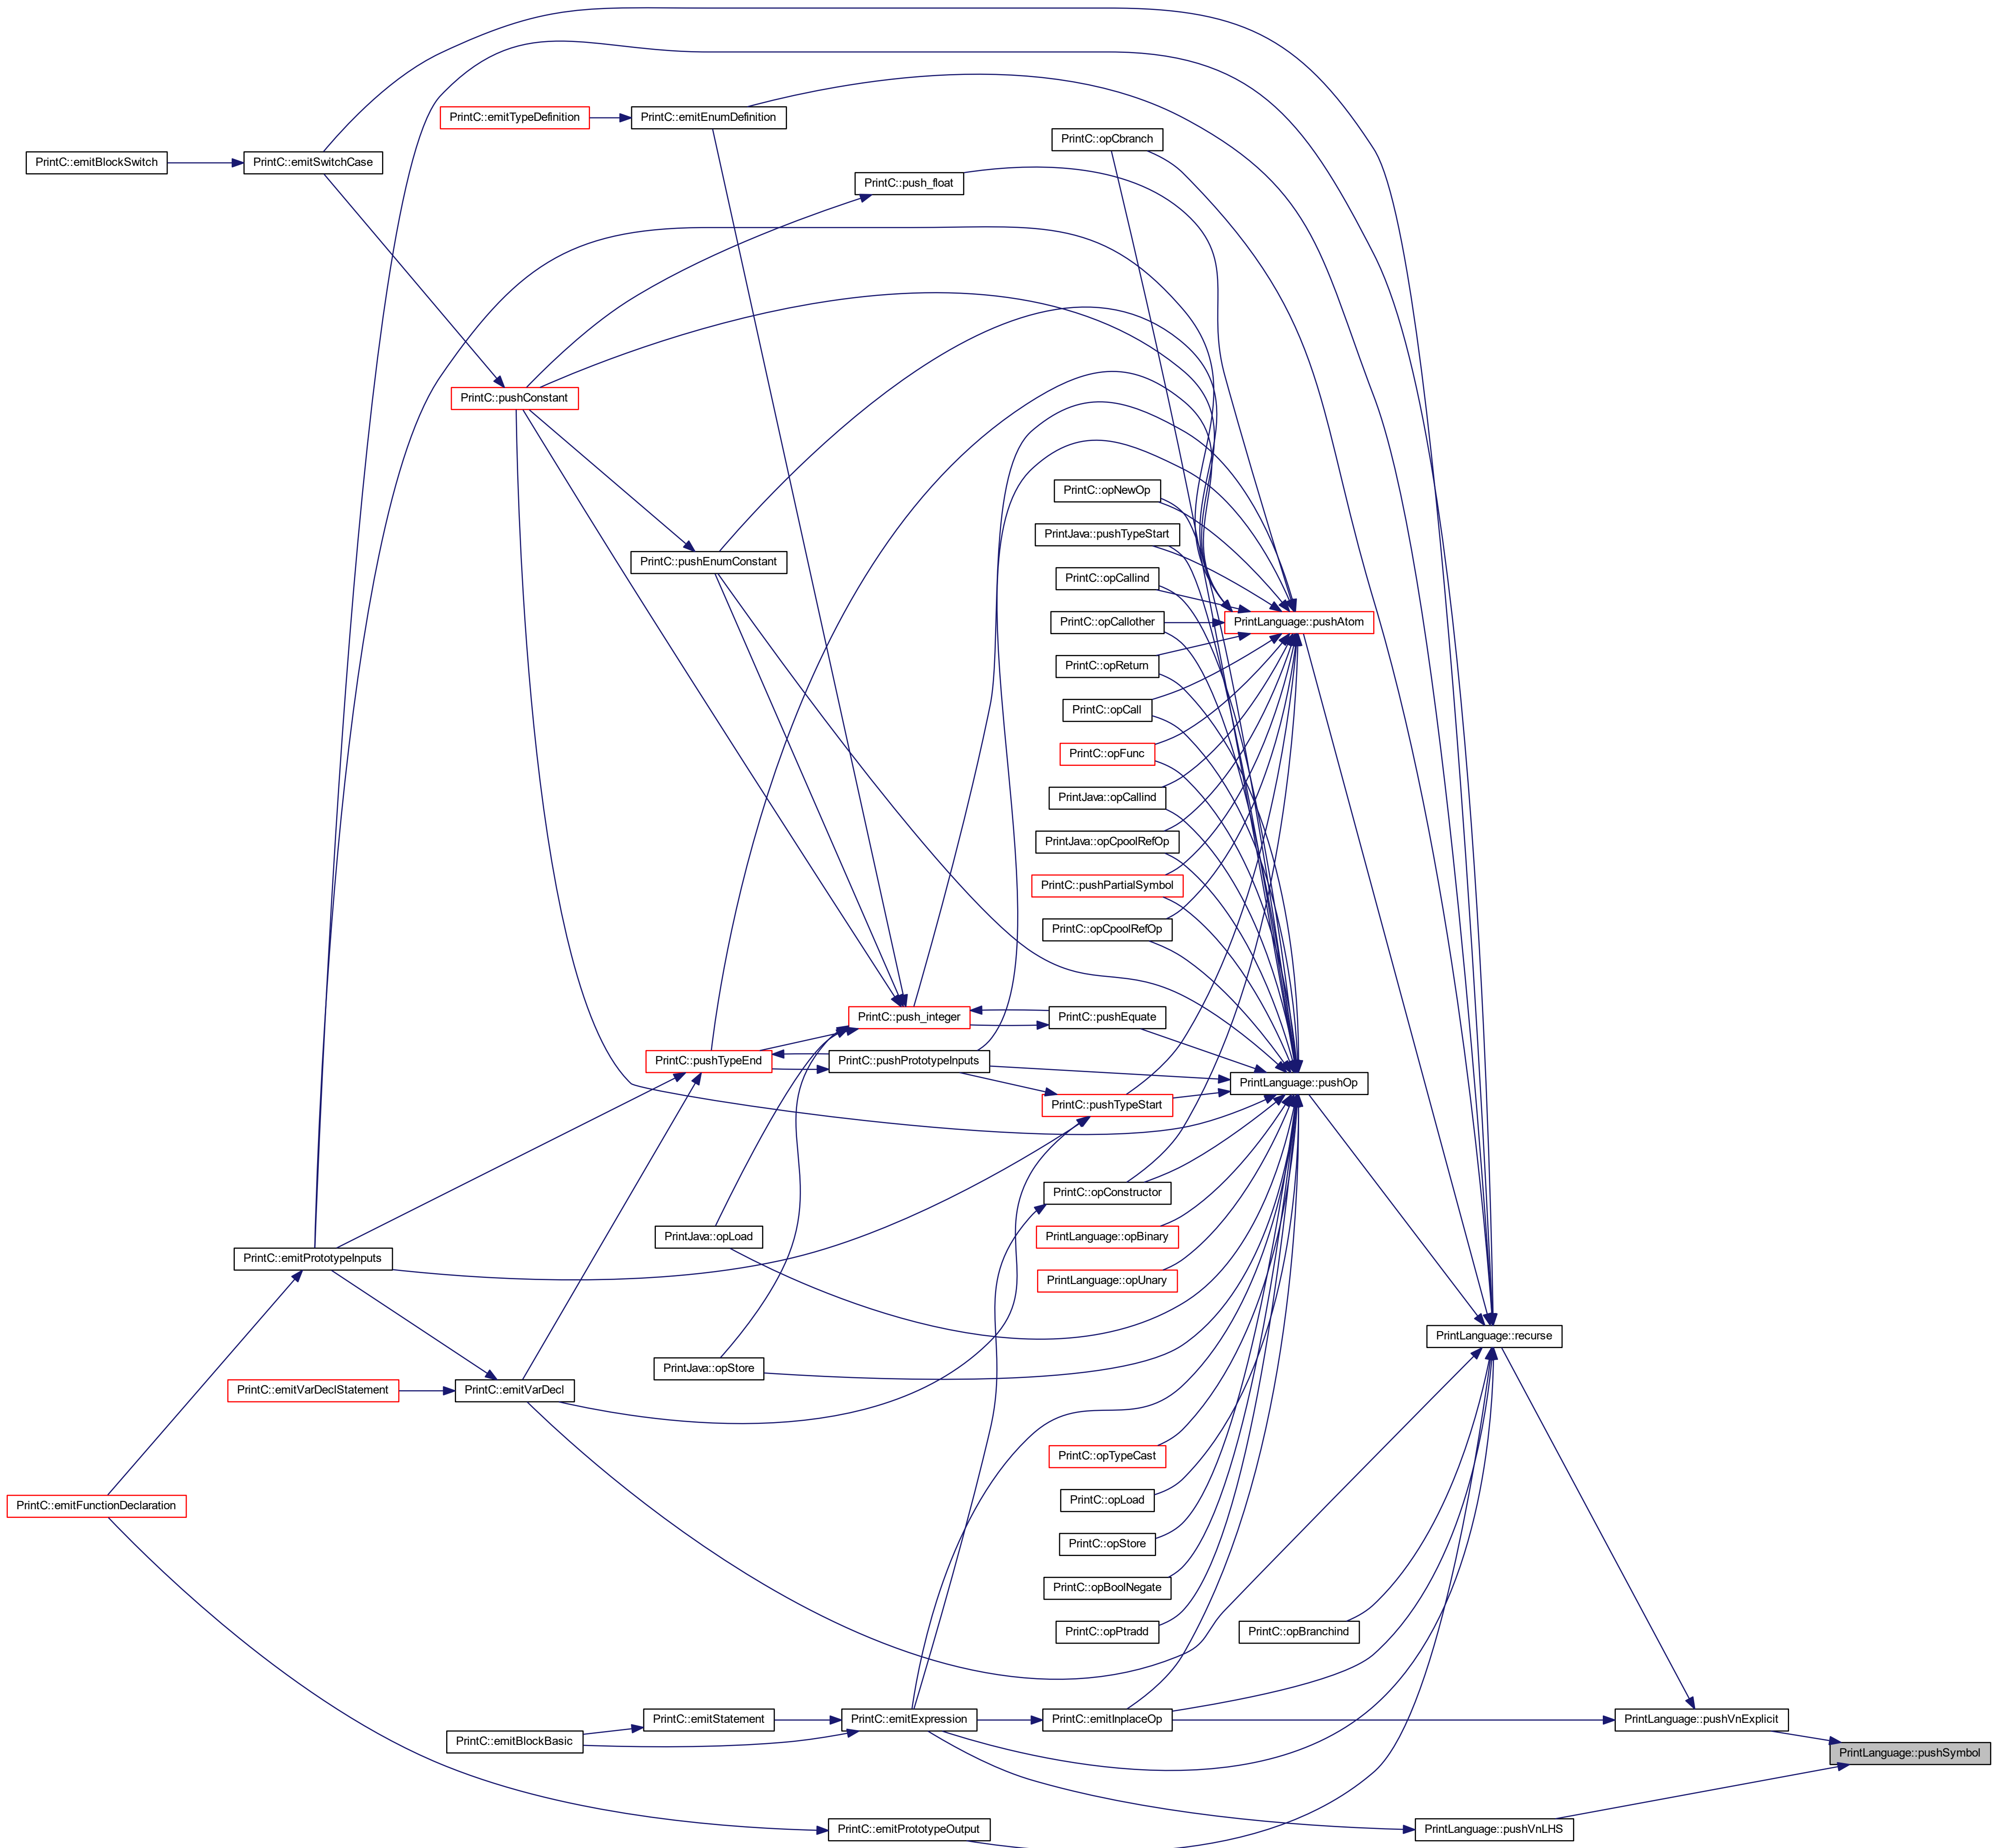 PrintC::emitTypeDefinition
PrintC::emitEnumDefinition
PrintC::opCbranch
PrintC::emitBlockSwitch
PrintC::emitSwitchCase
PrintC::push_float
PrintC::pushConstant
PrintC::opNewOp
PrintJava::pushTypeStart
PrintC::pushEnumConstant
PrintC::opCallind
PrintC::opCallother
PrintLanguage::pushAtom
PrintC::opReturn
PrintC::opCall
PrintC::opFunc
PrintJava::opCallind
PrintJava::opCpoolRefOp
PrintC::pushPartialSymbol
PrintC::opCpoolRefOp
PrintC::push_integer
PrintC::pushEquate
PrintC::pushTypeEnd
PrintC::pushPrototypeInputs
PrintLanguage::pushOp
PrintC::pushTypeStart
PrintC::opConstructor
PrintJava::opLoad
PrintLanguage::opBinary
PrintC::emitPrototypeInputs
PrintLanguage::opUnary
PrintLanguage::recurse
PrintJava::opStore
PrintC::emitVarDeclStatement
PrintC::emitVarDecl
PrintC::opTypeCast
PrintC::emitFunctionDeclaration
PrintC::opLoad
PrintC::opStore
PrintC::opBoolNegate
PrintC::opPtradd
PrintC::opBranchind
PrintC::emitStatement
PrintC::emitExpression
PrintC::emitInplaceOp
PrintLanguage::pushVnExplicit
PrintC::emitBlockBasic
PrintLanguage::pushSymbol
PrintC::emitPrototypeOutput
PrintLanguage::pushVnLHS